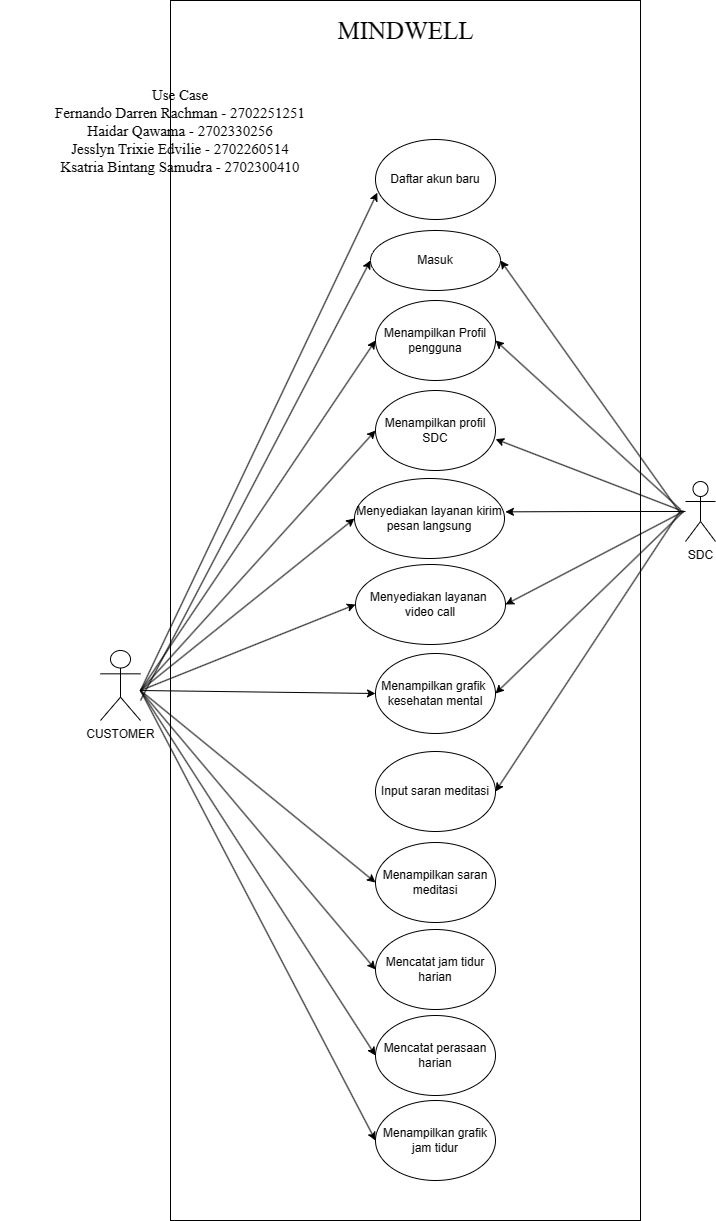 MINDWELL
Use Case
Fernando Darren Rachman - 2702251251
Haidar Qawama - 2702330256
Jesslyn Trixie Edvilie - 2702260514
Ksatria Bintang Samudra - 2702300410
Daftar akun baru
Masuk
Menampilkan Profil
pengguna
Menampilkan profil
SDC
Menyediakan layanan kirim
pesan langsung
SDC
Menyediakan layanan
video call
Menampilkan grafik
kesehatan mental
CUSTOMER
Input saran meditasi
Menampilkan saran
meditasi
Mencatat jam tidur
harian
Mencatat perasaan
harian
Menampilkan grafik
jam tidur